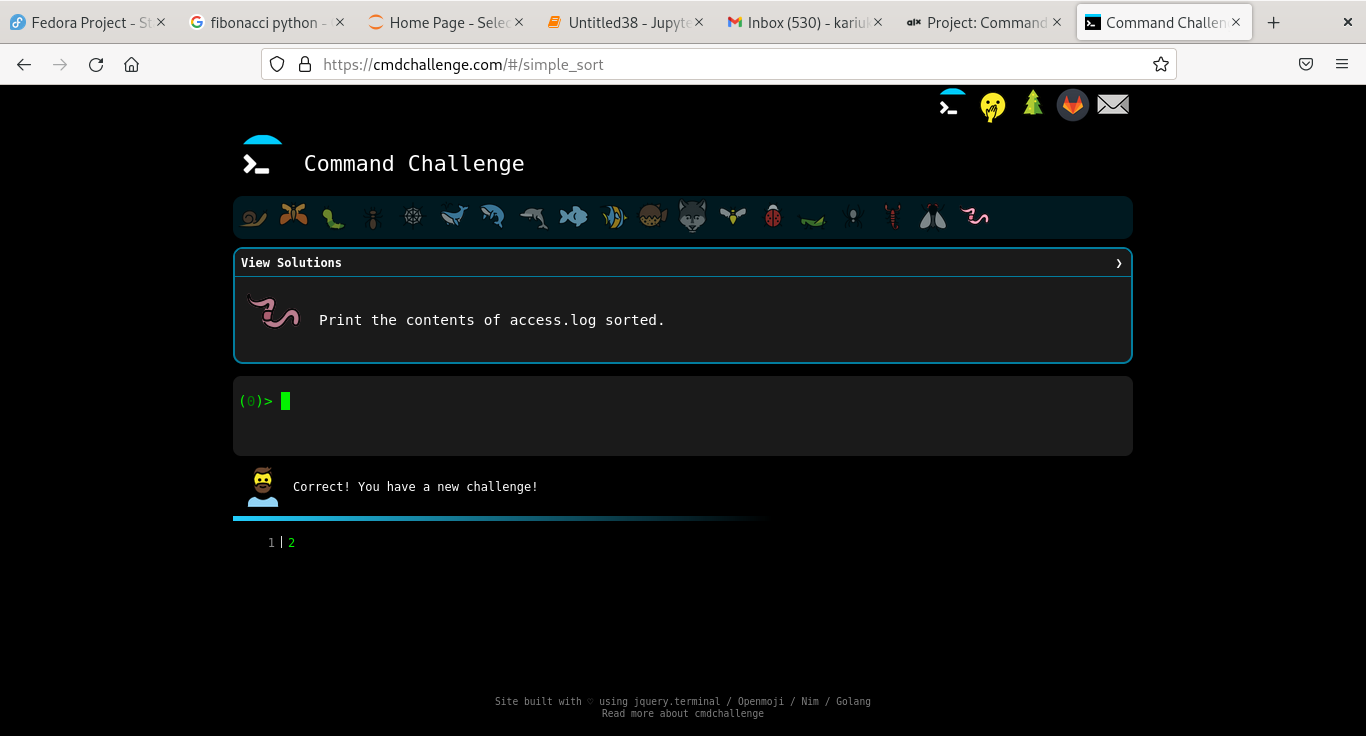 Fedora Project - St
fibonacci python -
Home Page - Selec
Untitled38 - Jupyte
Inbox (530) - kariuk
alx Project: Command
Command Challen
https://cmdchallenge.com/#/simple_sort
Command Challenge
View Solutions
Print the contents of access.log sorted.
(0)>
Correct! You have a new challenge!
1 2
Site built with ♡ using jquery.terminal / Openmoji / Nim / Golang
Read more about cmdchallenge